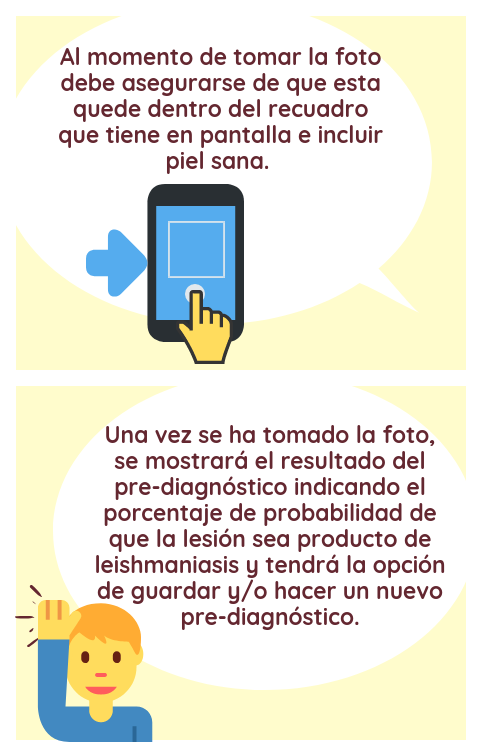 Al momento de tomar la foto
debe asegurarse de que esta
quede dentro del recuadro
que tiene en pantalla e incluir
piel sana.
Una vez se ha tomado la foto,
se mostrará el resultado del
pre-diagnóstico indicando el
porcentaje de probabilidad de
que la lesión sea producto de
leishmaniasis y tendrá la opción
de guardar y/o hacer un nuevo
pre-diagnóstico.